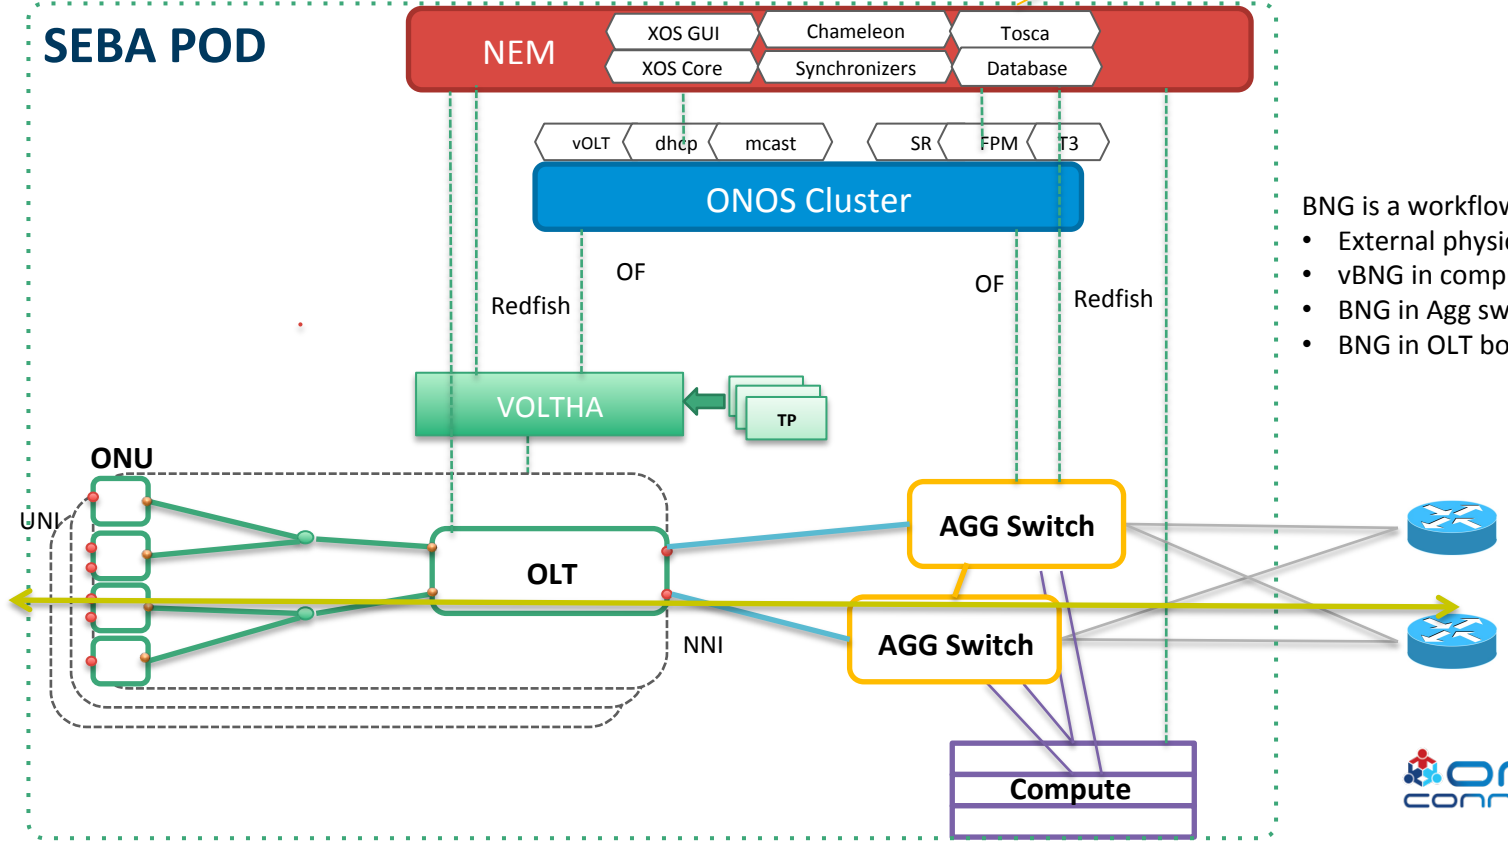 SEBA POD
NEM
XOS GUI
Chameleon
Tosca
XOS Core
Synchronizers
Database
vOLT
dhcp
mcast
SR
FPM
T3
ONOS Cluster
BNG is a workflow
• External physi
• vBNG in comp
• BNG in Agg sw
• BNG in OLT bo
OF
OF
Redfish
Redfish
VOLTHA
TP
ONU
UNI
OLT
AGG Switch
AGG Switch
NNI
Compute